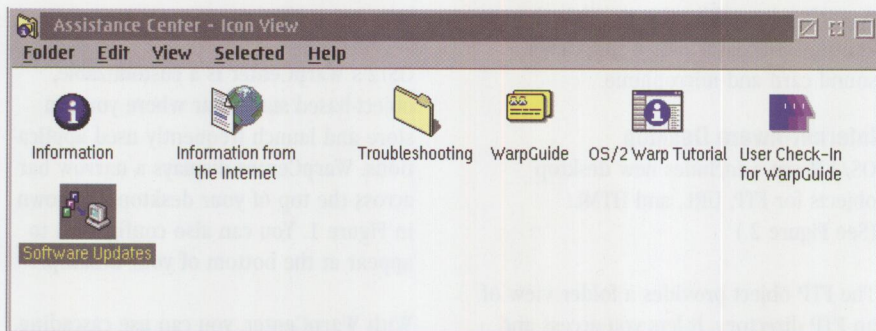 Assistance Center - Icon View
Folder Edit View Selected Help
Information
Information from
the Internet
Troubleshooting
WarpGuide
OS/2 Warp Tutorial
User Check-In
for WarpGuide
Software Updates